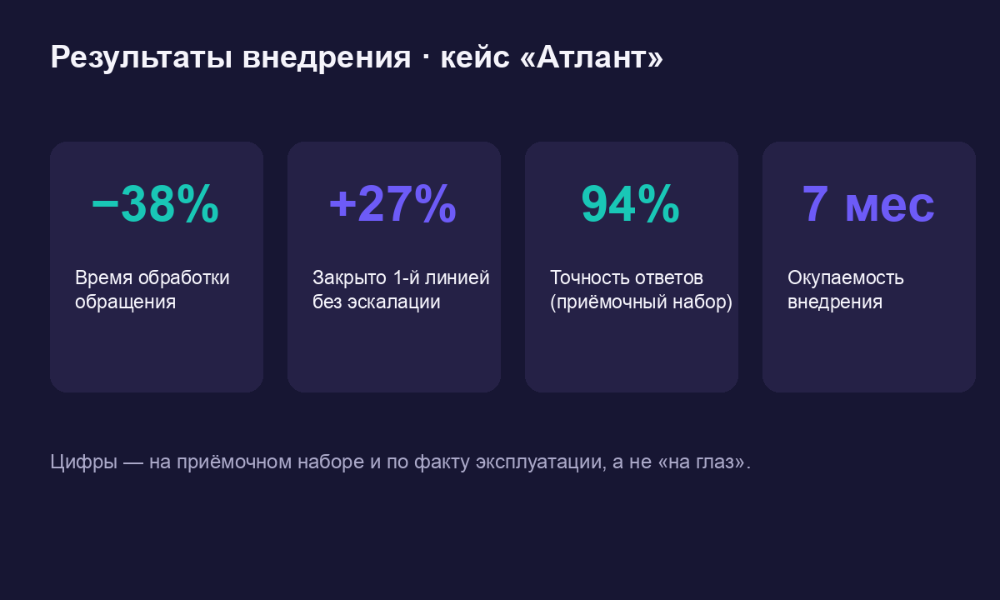 Результаты внедрения · кейс «Атлант»
−38%
Время обработки
обращения
+27%
Закрыто 1-й линией
без эскалации
94%
Точность ответов
(приёмочный набор)
7 мес
Окупаемость
внедрения
Цифры — на приёмочном наборе и по факту эксплуатации, а не «на глаз».